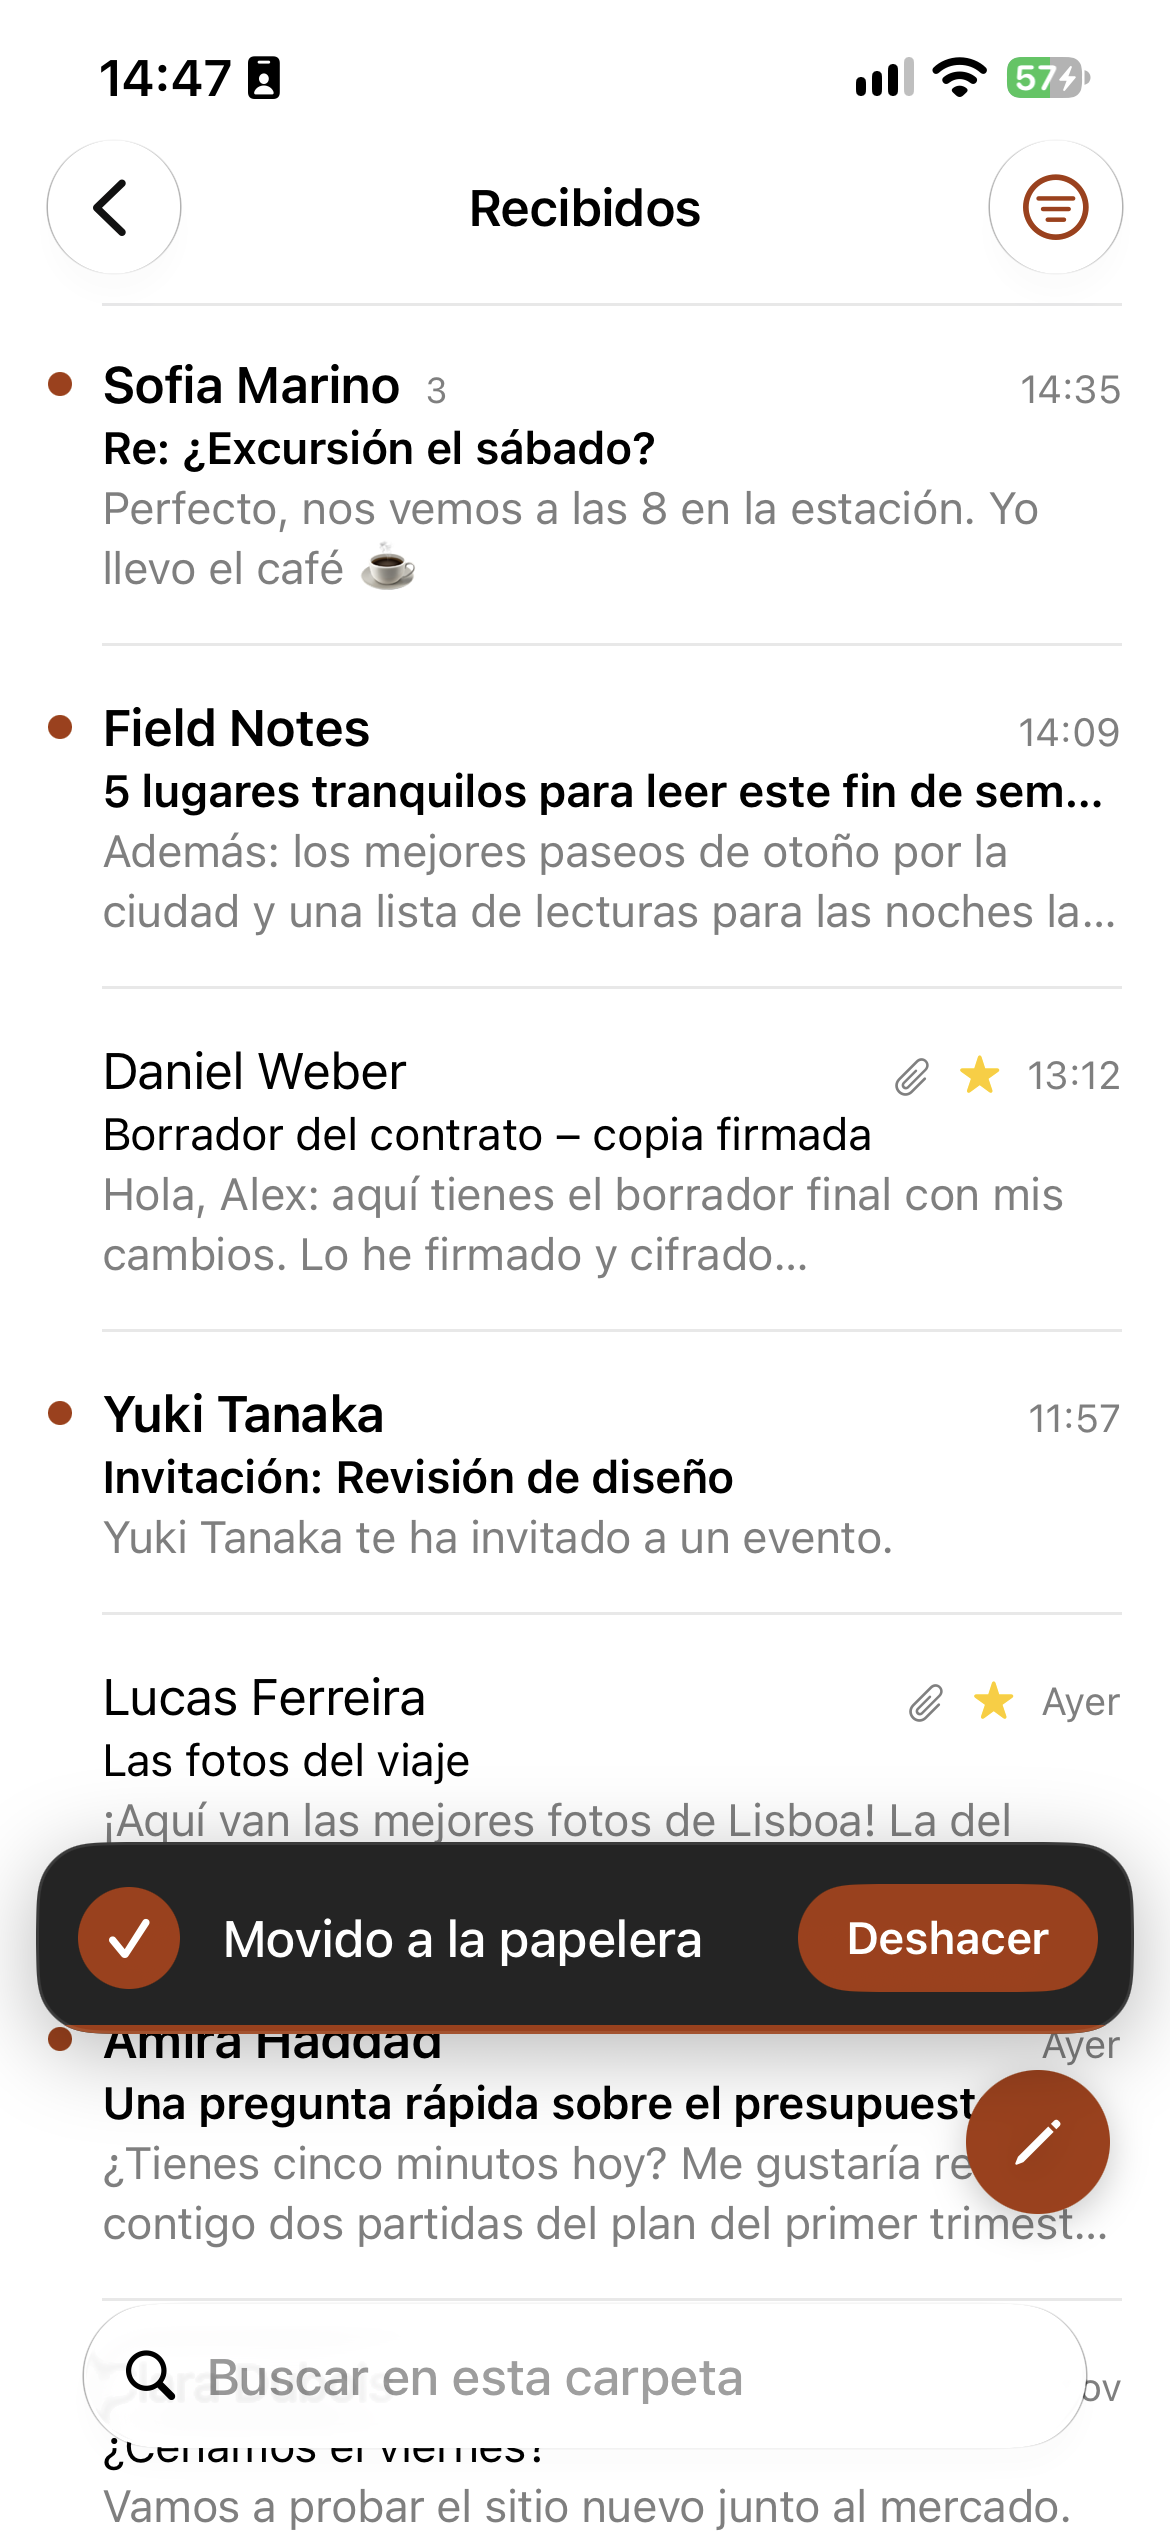 14:47
57
Recibidos
Sofia Marino 3 14:35
Re: ¿Excursión el sábado?
Perfecto, nos vemos a las 8 en la estación. Yo
llevo el café
Field Notes 14:09
5 lugares tranquilos para leer este fin de sem...
Además: los mejores paseos de otoño por la
ciudad y una lista de lecturas para las noches la...
Daniel Weber 13:12
Borrador del contrato – copia firmada
Hola, Alex: aquí tienes el borrador final con mis
cambios. Lo he firmado y cifrado...
Yuki Tanaka 11:57
Invitación: Revisión de diseño
Yuki Tanaka te ha invitado a un evento.
Lucas Ferreira Ayer
Las fotos del viaje
¡Aquí van las mejores fotos de Lisboa! La del
Movido a la papelera Deshacer
Amira Haddad Ayer
Una pregunta rápida sobre el presupuest
¿Tienes cinco minutos hoy? Me gustaría re
contigo dos partidas del plan del primer trimest...
Buscar en esta carpeta
¿Cenamos el viernes?
Vamos a probar el sitio nuevo junto al mercado.